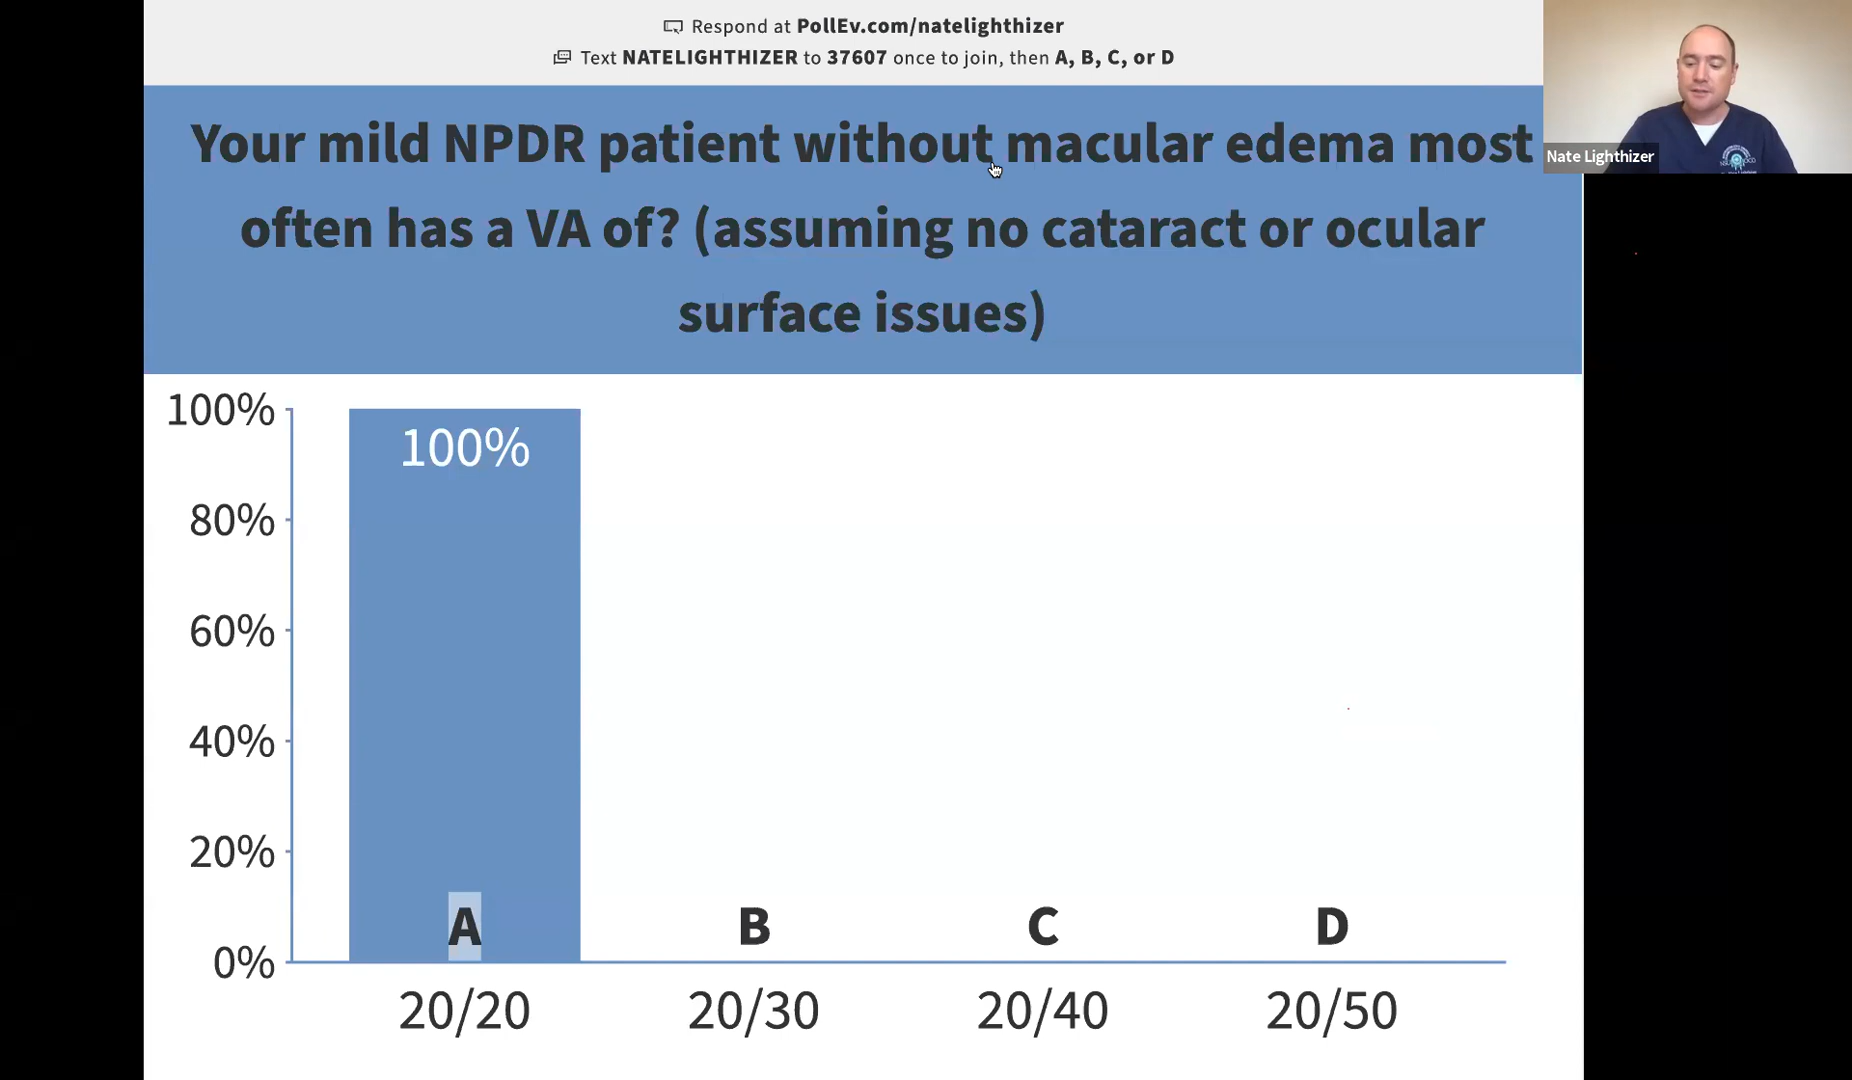 Respond at PollEv.com/natelighthizer
Text NATELIGHTHIZER to 37607 once to join, then A, B, C, or D
Your mild NPDR patient without macular edema most
often has a VA of? (assuming no cataract or ocular
surface issues)
Nate Lighthizer
100%
80%
60%
40%
20%
0%
100%
A
B
C
D
20/20
20/30
20/40
20/50